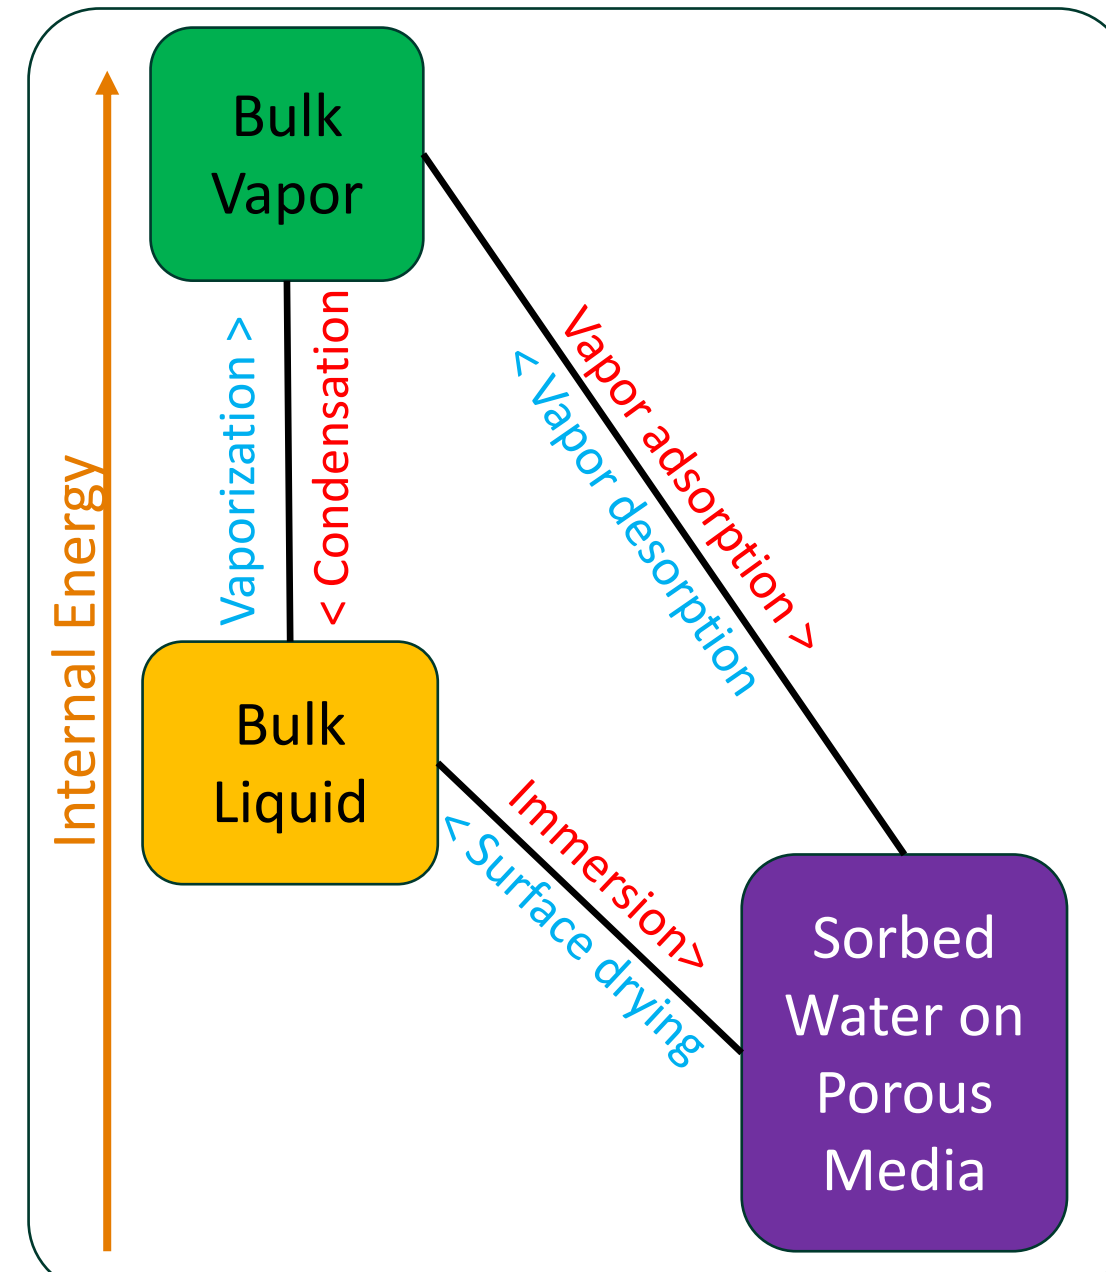 Bulk
Vapor
Internal Energy
Vaporization >
< Condensation
Vapor adsorption >
< Vapor desorption
Bulk
Liquid
Immersion>
< Surface drying
Sorbed
Water on
Porous
Media